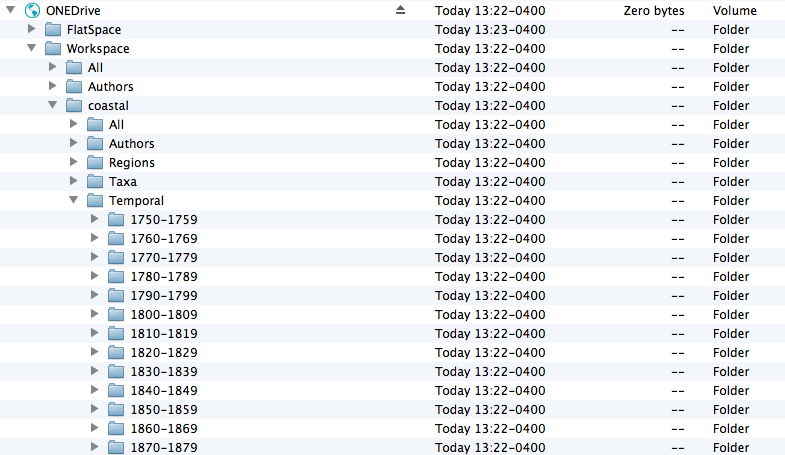 ONEDrive Today 13:22-0400 Zero bytes Volume
FlatSpace Today 13:23-0400 -- Folder
Workspace Today 13:22-0400 -- Folder
All Today 13:22-0400 -- Folder
Authors Today 13:22-0400 -- Folder
coastal Today 13:22-0400 -- Folder
All Today 13:22-0400 -- Folder
Authors Today 13:22-0400 -- Folder
Regions Today 13:22-0400 -- Folder
Taxa Today 13:22-0400 -- Folder
Temporal Today 13:22-0400 -- Folder
1750-1759 Today 13:22-0400 -- Folder
1760-1769 Today 13:22-0400 -- Folder
1770-1779 Today 13:22-0400 -- Folder
1780-1789 Today 13:22-0400 -- Folder
1790-1799 Today 13:22-0400 -- Folder
1800-1809 Today 13:22-0400 -- Folder
1810-1819 Today 13:22-0400 -- Folder
1820-1829 Today 13:22-0400 -- Folder
1830-1839 Today 13:22-0400 -- Folder
1840-1849 Today 13:22-0400 -- Folder
1850-1859 Today 13:22-0400 -- Folder
1860-1869 Today 13:22-0400 -- Folder
1870-1879 Today 13:22-0400 -- Folder